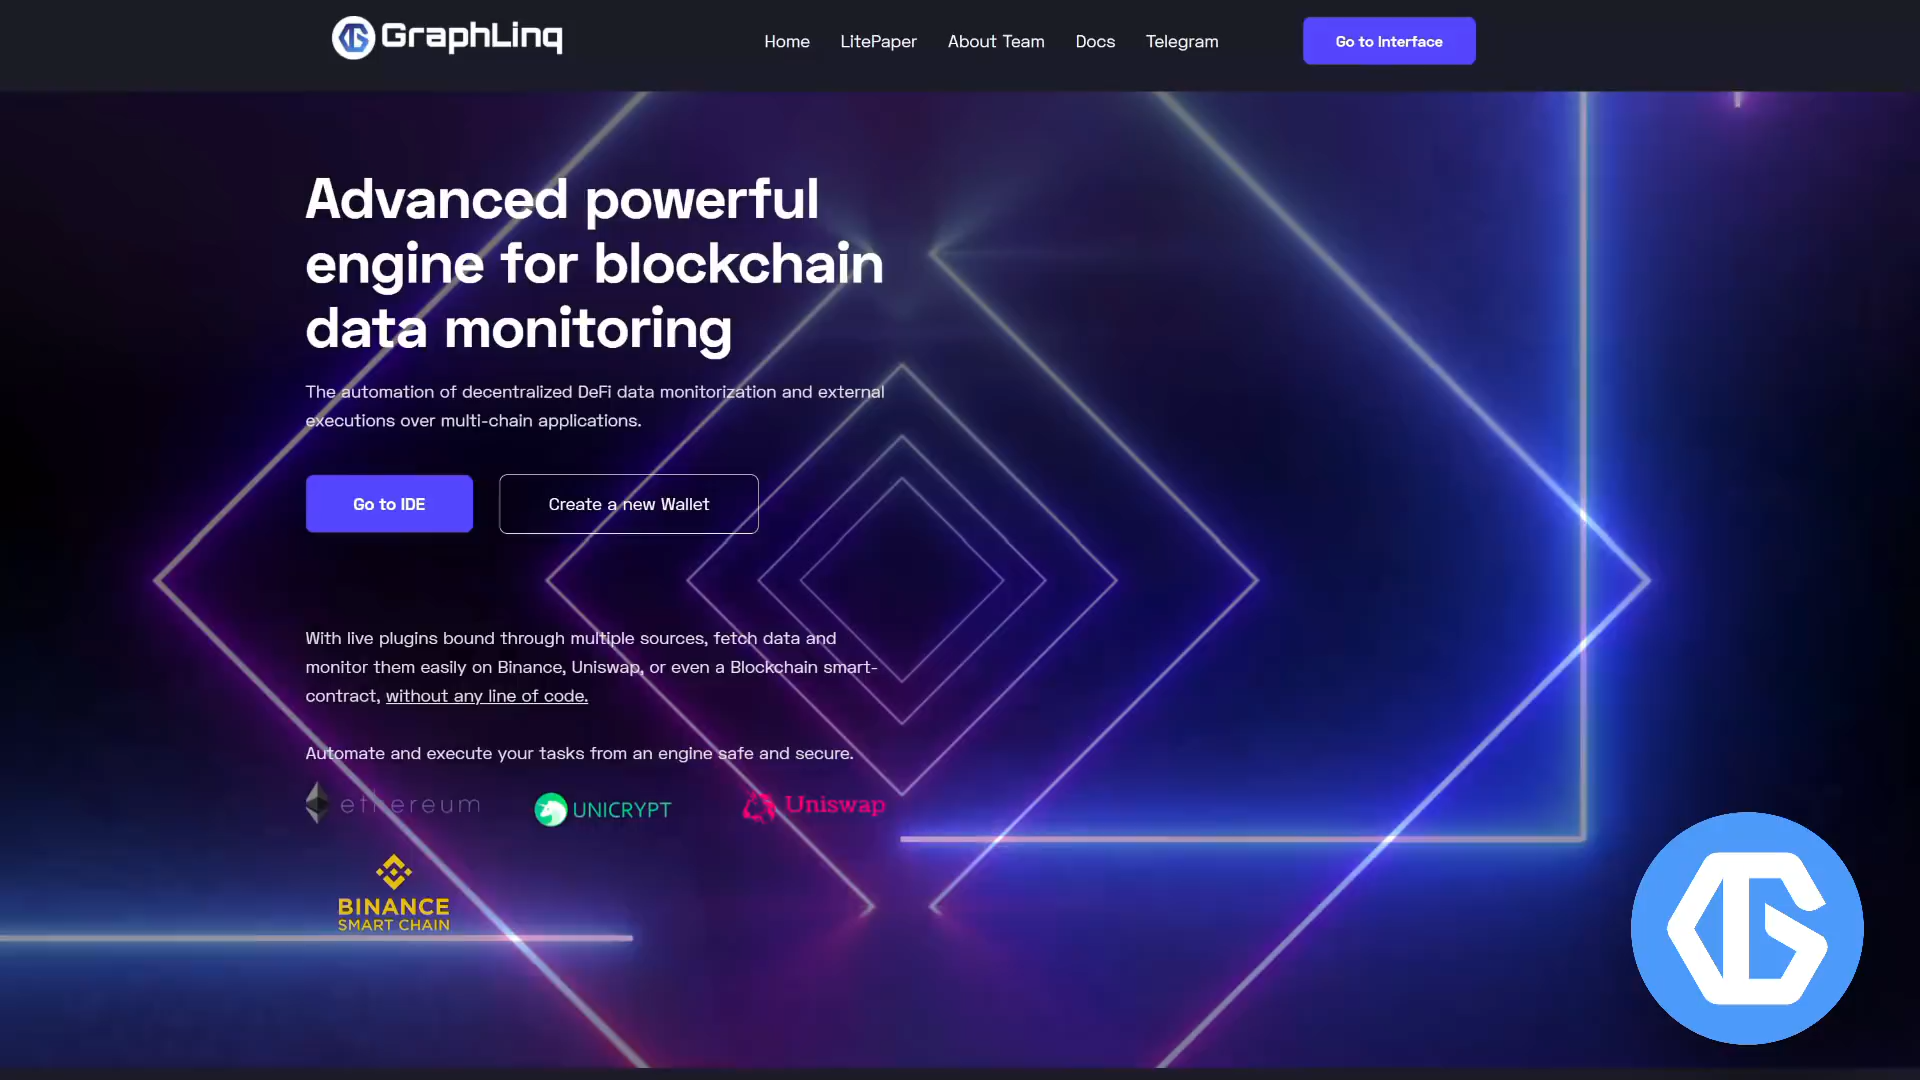 GraphLinq
Home LitePaper About Team Docs Telegram Go to Interface
Advanced powerful
engine for blockchain
data monitoring
The automation of decentralized DeFi data monitorization and external
executions over multi-chain applications.
Go to IDE Create a new Wallet
With live plugins bound through multiple sources, fetch data and
monitor them easily on Binance, Uniswap, or even a Blockchain smart-
contract, without any line of code.
Automate and execute your tasks from an engine safe and secure.
ethereum UNICRYPT Uniswap
BINANCE
SMART CHAIN